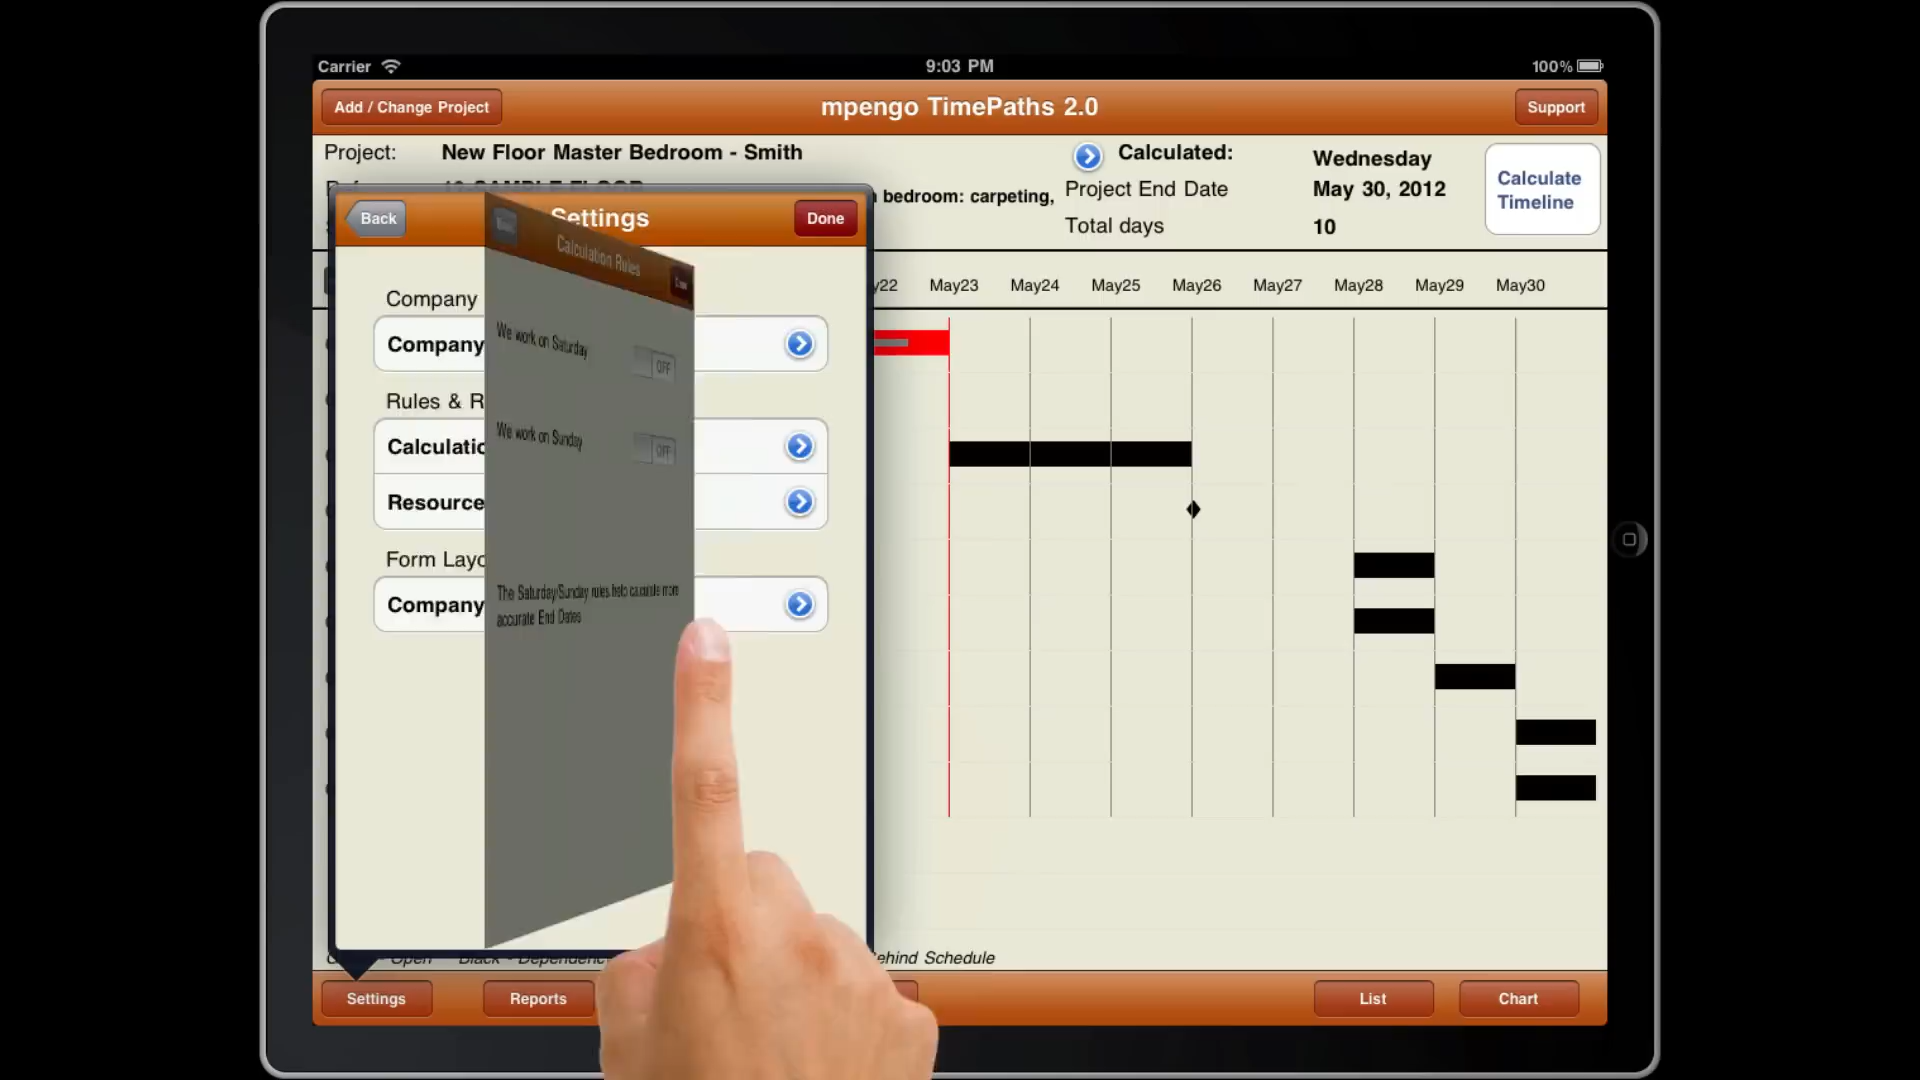 Carrier
9:03 PM
100%
Add / Change Project
mpengo TimePaths 2.0
Support
Project:
New Floor Master Bedroom - Smith
Calculated:
Wednesday
Project End Date
May 30, 2012
Calculate
Timeline
bedroom: carpeting,
Total days
10
Back
Settings
Done
Calculation Rules
May23
May24
May25
May26
May27
May28
May29
May30
Company
Company
We work on Saturday
OFF
Rules & R
Calculatio
We work on Sunday
OFF
Resource
Form Layo
Company
The Saturday/Sunday rules help calculate more
accurate End Dates
Open
Black - Dependency
ehind Schedule
Settings
Reports
List
Chart